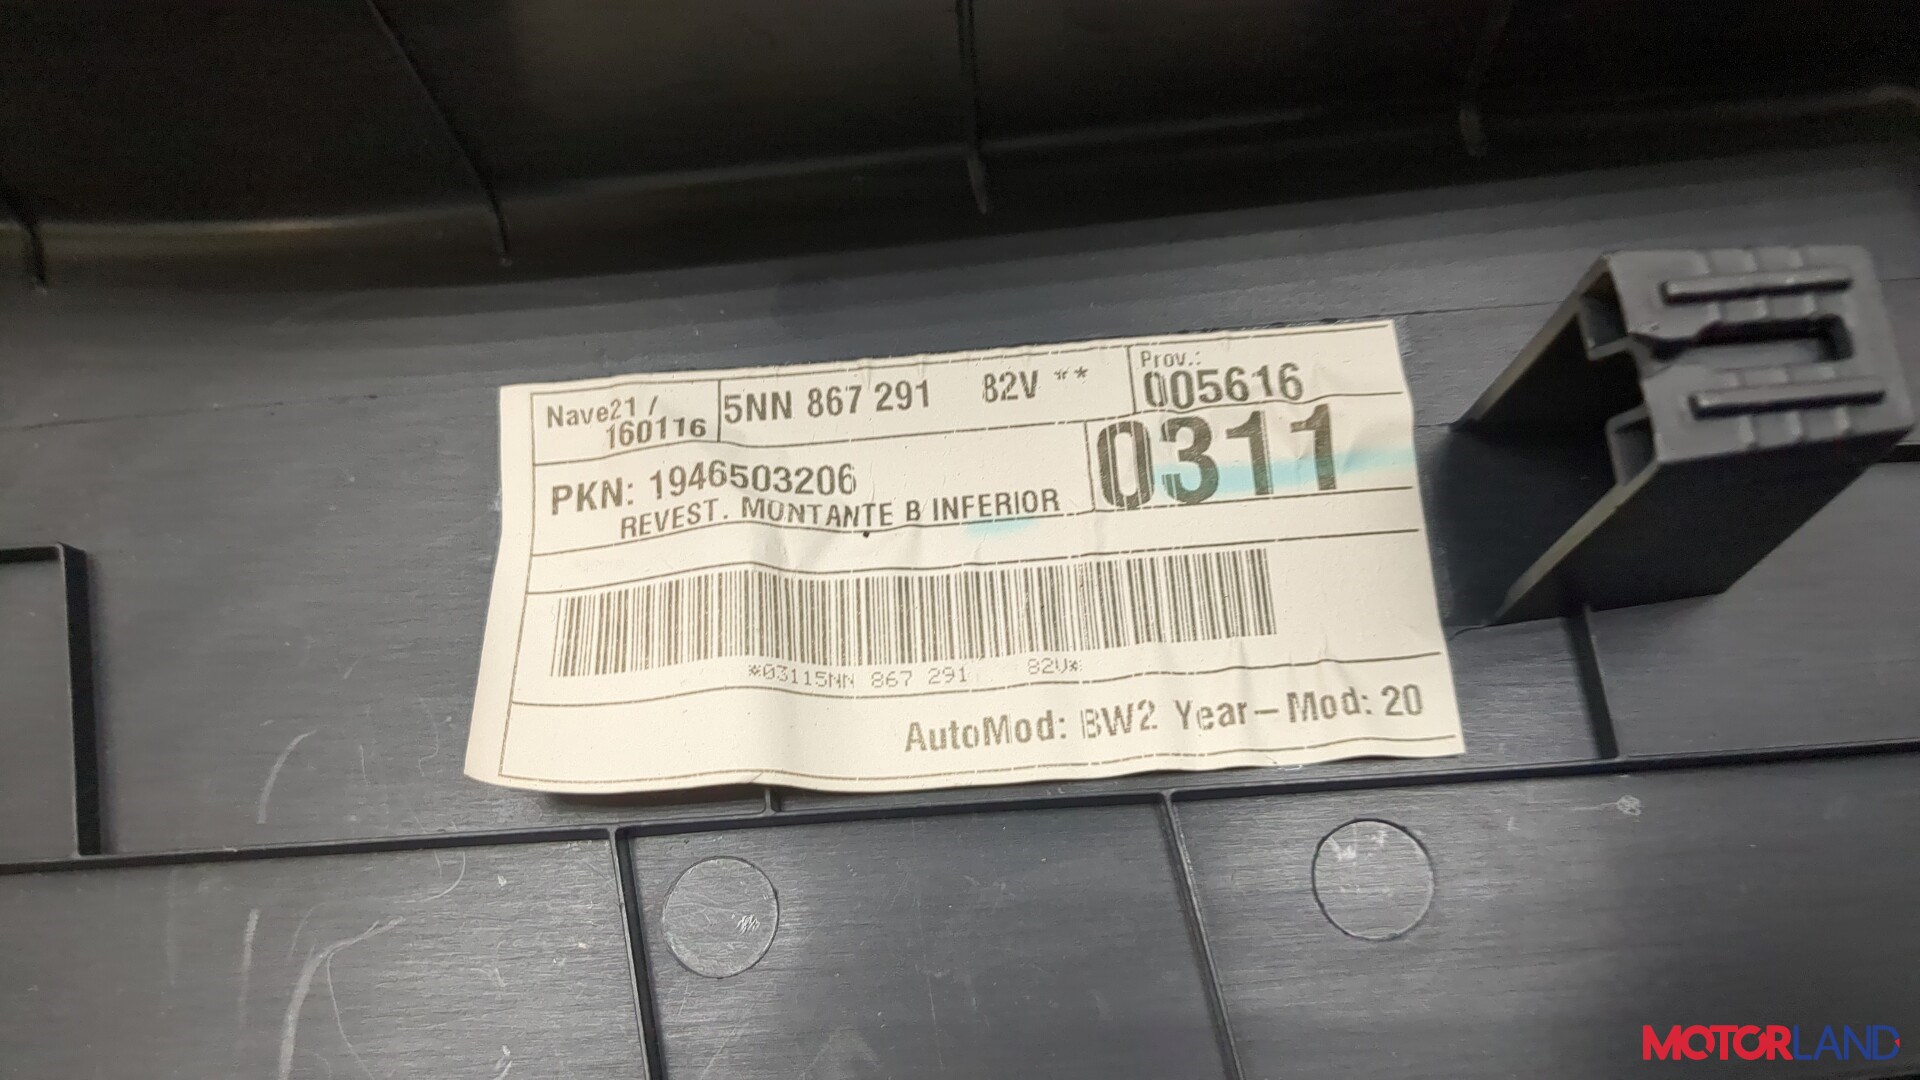 Nave21 /
160116
5NN 867 291 82V **
Prov.:
005616
PKN: 1946503206
0311
REVEST. MONTANTE B INFERIOR
*03115NN 867 291 82V*
AutoMod: BW2 Year-Mod: 20
MOTORLAND